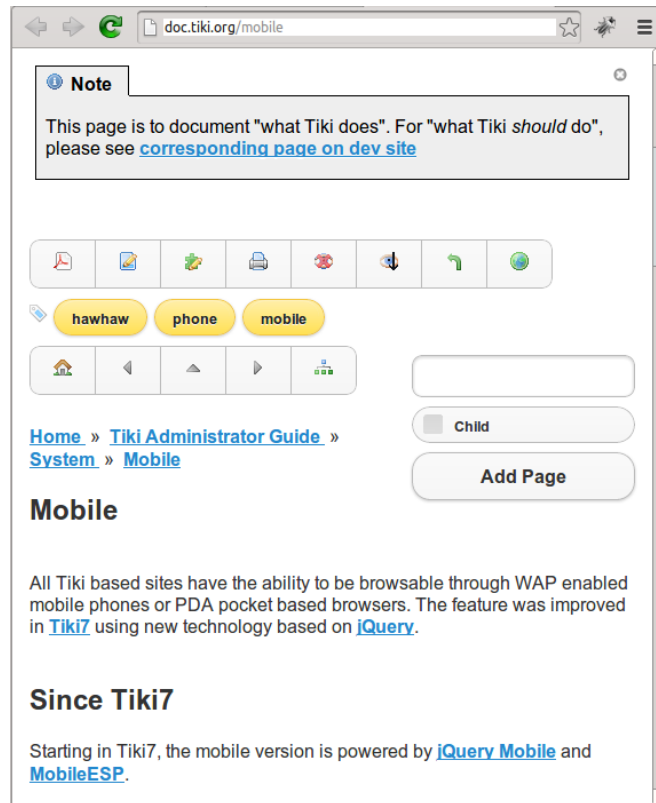 doc.tiki.org/mobile
Note
This page is to document "what Tiki does". For "what Tiki should do",
please see corresponding page on dev site
hawhaw phone mobile
Child
Home » Tiki Administrator Guide »
System » Mobile
Add Page
Mobile
All Tiki based sites have the ability to be browsable through WAP enabled
mobile phones or PDA pocket based browsers. The feature was improved
in Tiki7 using new technology based on jQuery.
Since Tiki7
Starting in Tiki7, the mobile version is powered by jQuery Mobile and
MobileESP.